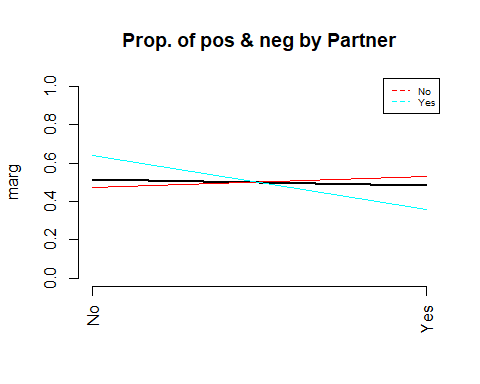 Prop. of pos & neg by Partner
No
Yes
marg
1.0
0.8
0.6
0.4
0.2
0.0
No
Yes